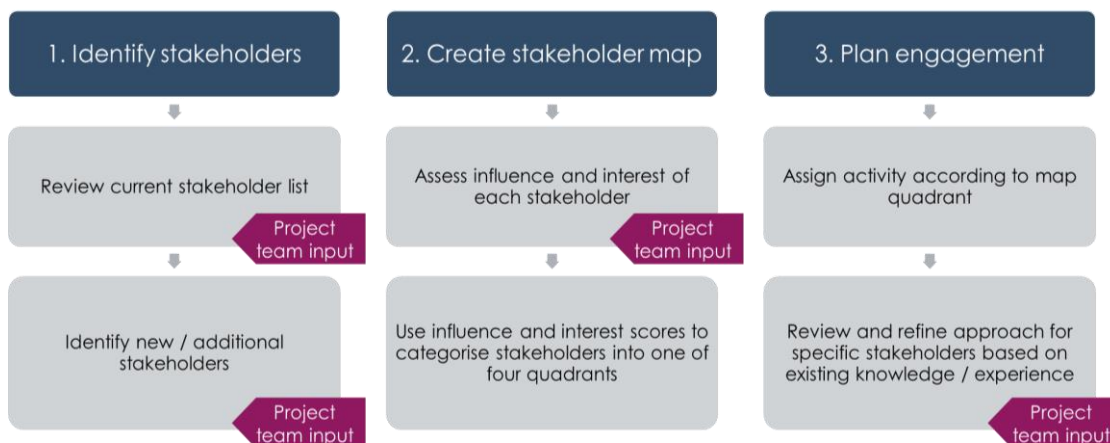 1. Identify stakeholders
Review current stakeholder list
Project
team input
Identify new / additional
stakeholders
Project
team input
2. Create stakeholder map
Assess influence and interest of
each stakeholder
Project
team input
Use influence and interest scores to
categorise stakeholders into one of
four quadrants
3. Plan engagement
Assign activity according to map
quadrant
Review and refine approach for
specific stakeholders based on
existing knowledge / experience
Project
team input